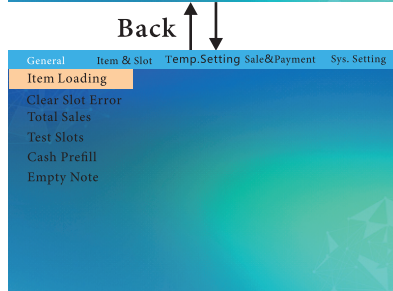 Back
General Item & Slot Temp.Setting Sale&Payment Sys. Setting
Item Loading
Clear Slot Error
Total Sales
Test Slots
Cash Prefill
Empty Note